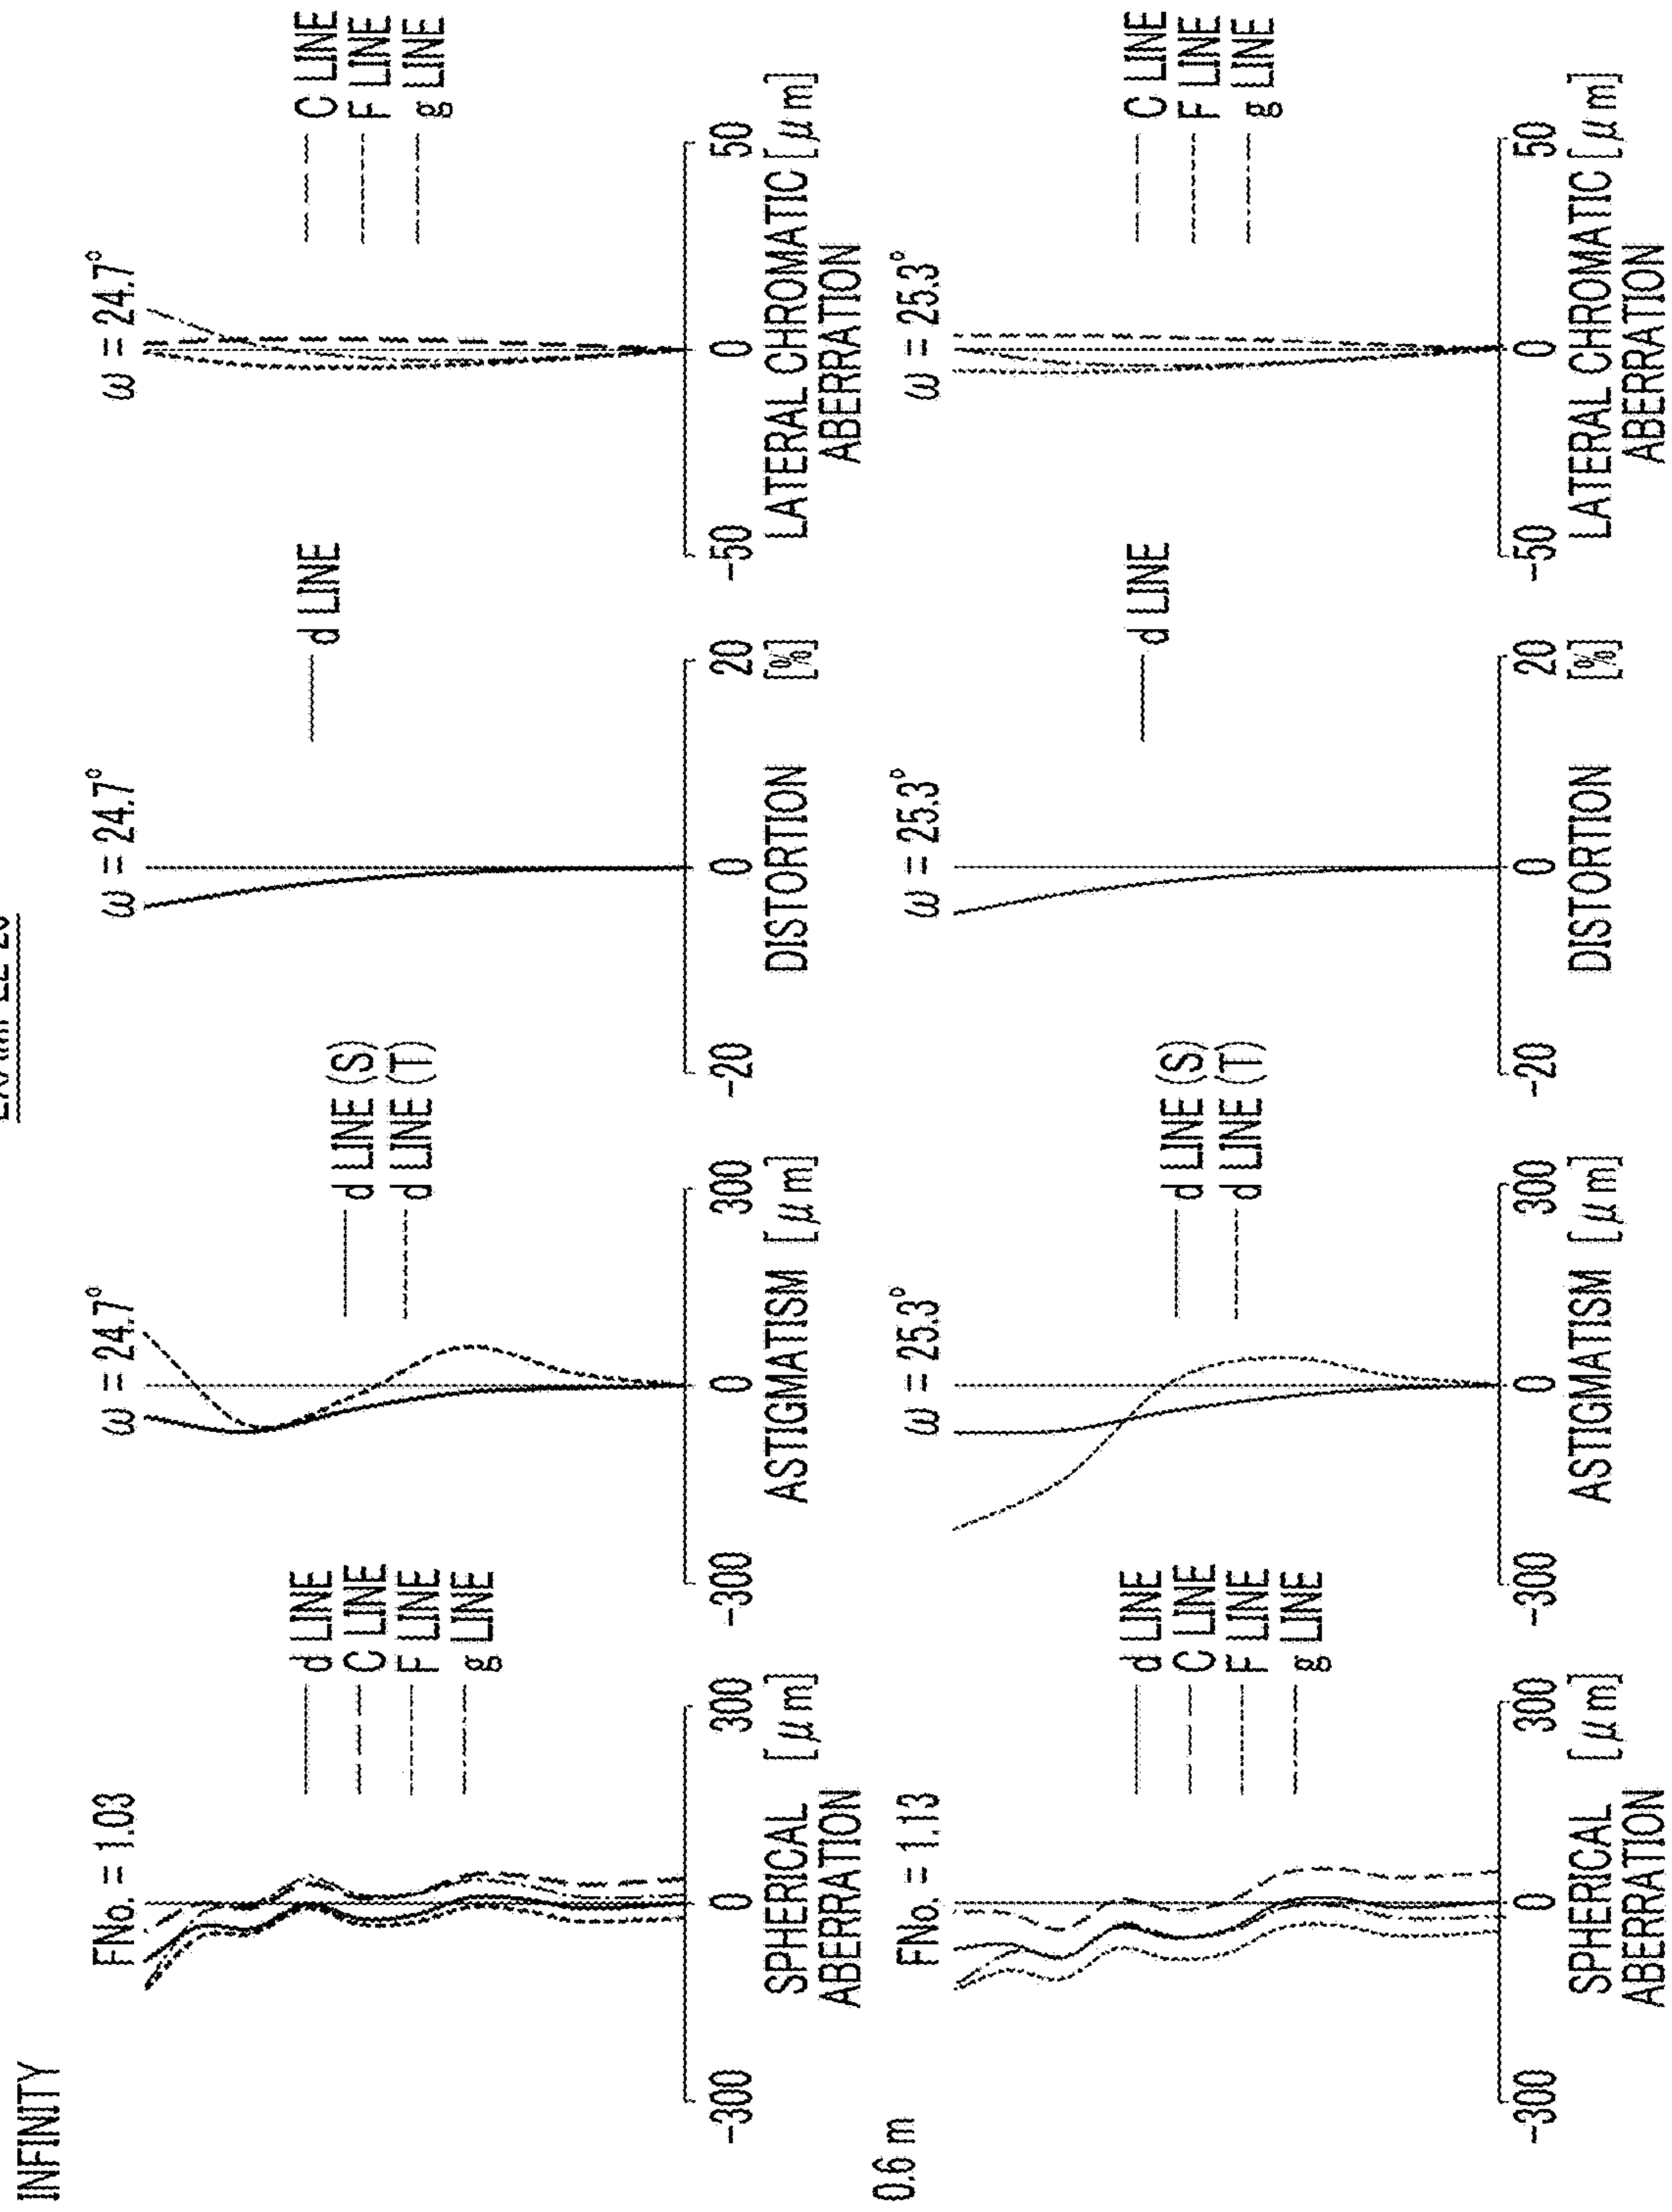 INFINITY
FNo. = 1.03
d LINE
C LINE
F LINE
g LINE
-300
0
300
SPHERICAL [μm]
ABERRATION
ω = 24.7°
d LINE (S)
d LINE (T)
-300
0
300
ASTIGMATISM [μm]
ω = 24.7°
d LINE
-20
0
20
DISTORTION [%]
ω = 24.7°
C LINE
F LINE
g LINE
-50
0
50
LATERAL CHROMATIC [μm]
ABERRATION
0.6 m
FNo. = 1.13
d LINE
C LINE
F LINE
g LINE
-300
0
300
SPHERICAL [μm]
ABERRATION
ω = 25.3°
d LINE (S)
d LINE (T)
-300
0
300
ASTIGMATISM [μm]
ω = 25.3°
d LINE
-20
0
20
DISTORTION [%]
ω = 25.3°
C LINE
F LINE
g LINE
-50
0
50
LATERAL CHROMATIC [μm]
ABERRATION